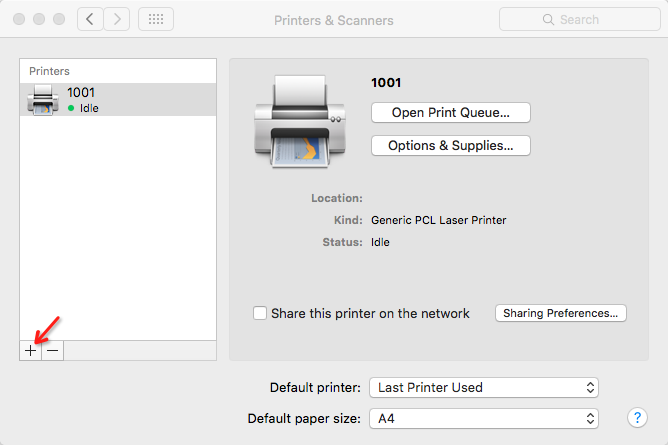 Printers & Scanners
Search
Printers
1001
Idle
1001
Open Print Queue...
Options & Supplies...
Location:
Kind: Generic PCL Laser Printer
Status: Idle
Share this printer on the network
Sharing Preferences...
+ −
Default printer: Last Printer Used
Default paper size: A4
?